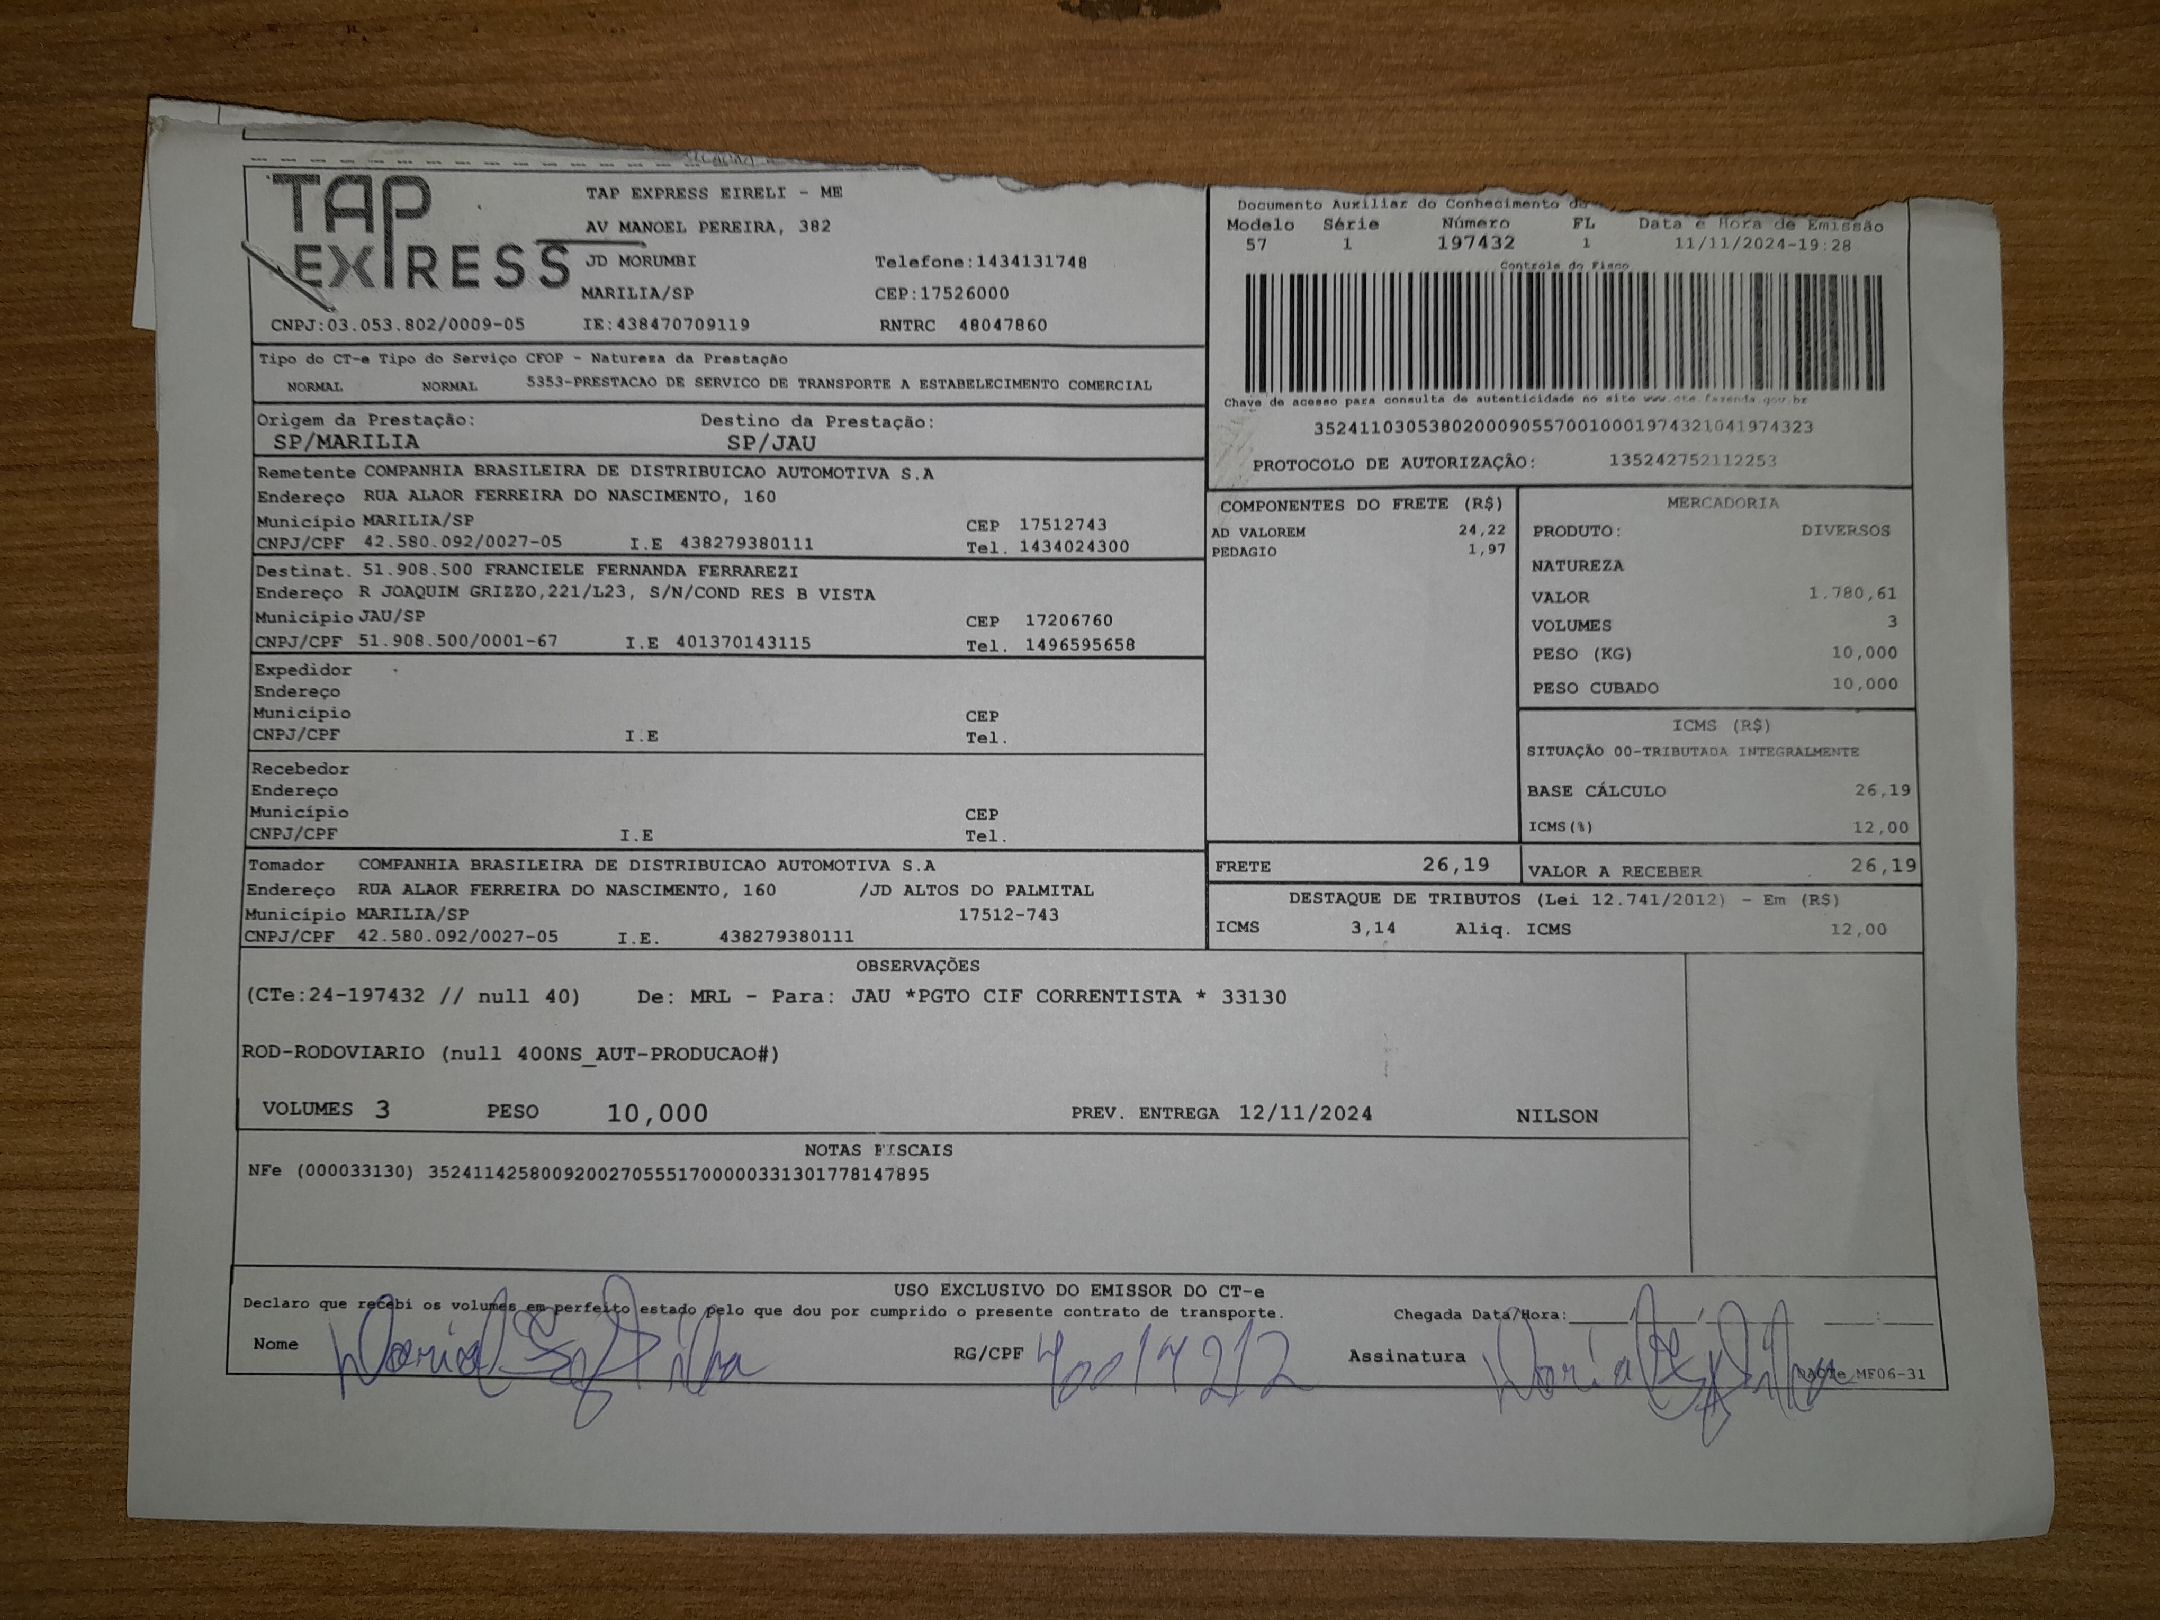 TAP EXPRESS
TAP EXPRESS EIRELI - ME
AV MANOEL PEREIRA, 382
JD MORUMBI Telefone:1434131748
MARILIA/SP CEP:17526000
CNPJ:03.053.802/0009-05 IE:438470709119 RNTRC 48047860
Documento Auxiliar do Conhecimento
Modelo Série Número FL Data e Hora de Emissão
57 1 197432 1 11/11/2024-19:28
Controle do Fisco
Chave de acesso para consulta de autenticidade no site www.cte.fazenda.gov.br
35241103053802000905570010001974321041974323
PROTOCOLO DE AUTORIZAÇÃO: 135242752112253
Tipo do CT-e Tipo do Serviço CFOP - Natureza da Prestação
NORMAL NORMAL 5353-PRESTACAO DE SERVICO DE TRANSPORTE A ESTABELECIMENTO COMERCIAL
Origem da Prestação: Destino da Prestação:
SP/MARILIA SP/JAU
Remetente COMPANHIA BRASILEIRA DE DISTRIBUICAO AUTOMOTIVA S.A
Endereço RUA ALAOR FERREIRA DO NASCIMENTO, 160
Município MARILIA/SP CEP 17512743
CNPJ/CPF 42.580.092/0027-05 I.E 438279380111 Tel. 1434024300
Destinat. 51.908.500 FRANCIELE FERNANDA FERRAREZI
Endereço R JOAQUIM GRIZZO,221/L23, S/N/COND RES B VISTA
Município JAU/SP CEP 17206760
CNPJ/CPF 51.908.500/0001-67 I.E 401370143115 Tel. 1496595658
Expedidor
Endereço
Município CEP
CNPJ/CPF I.E Tel.
Recebedor
Endereço
Município CEP
CNPJ/CPF I.E Tel.
Tomador COMPANHIA BRASILEIRA DE DISTRIBUICAO AUTOMOTIVA S.A
Endereço RUA ALAOR FERREIRA DO NASCIMENTO, 160 /JD ALTOS DO PALMITAL
Município MARILIA/SP 17512-743
CNPJ/CPF 42.580.092/0027-05 I.E. 438279380111
COMPONENTES DO FRETE (R$)
AD VALOREM 24,22
PEDAGIO 1,97
MERCADORIA
PRODUTO: DIVERSOS
NATUREZA
VALOR 1.780,61
VOLUMES 3
PESO (KG) 10,000
PESO CUBADO 10,000
ICMS (R$)
SITUAÇÃO 00-TRIBUTADA INTEGRALMENTE
BASE CÁLCULO 26,19
ICMS(%) 12,00
FRETE 26,19 VALOR A RECEBER 26,19
DESTAQUE DE TRIBUTOS (Lei 12.741/2012) - Em (R$)
ICMS 3,14 Aliq. ICMS 12,00
OBSERVAÇÕES
(CTe:24-197432 // null 40) De: MRL - Para: JAU *PGTO CIF CORRENTISTA * 33130
ROD-RODOVIARIO (null 400NS_AUT-PRODUCAO#)
VOLUMES 3 PESO 10,000 PREV. ENTREGA 12/11/2024 NILSON
NOTAS FISCAIS
NFe (000033130) 35241142580092002705551700000331301778147895
USO EXCLUSIVO DO EMISSOR DO CT-e
Declaro que recebi os volumes em perfeito estado pelo que dou por cumprido o presente contrato de transporte. Chegada Data/Hora:
Nome RG/CPF Assinatura
DACTe_MF06-31